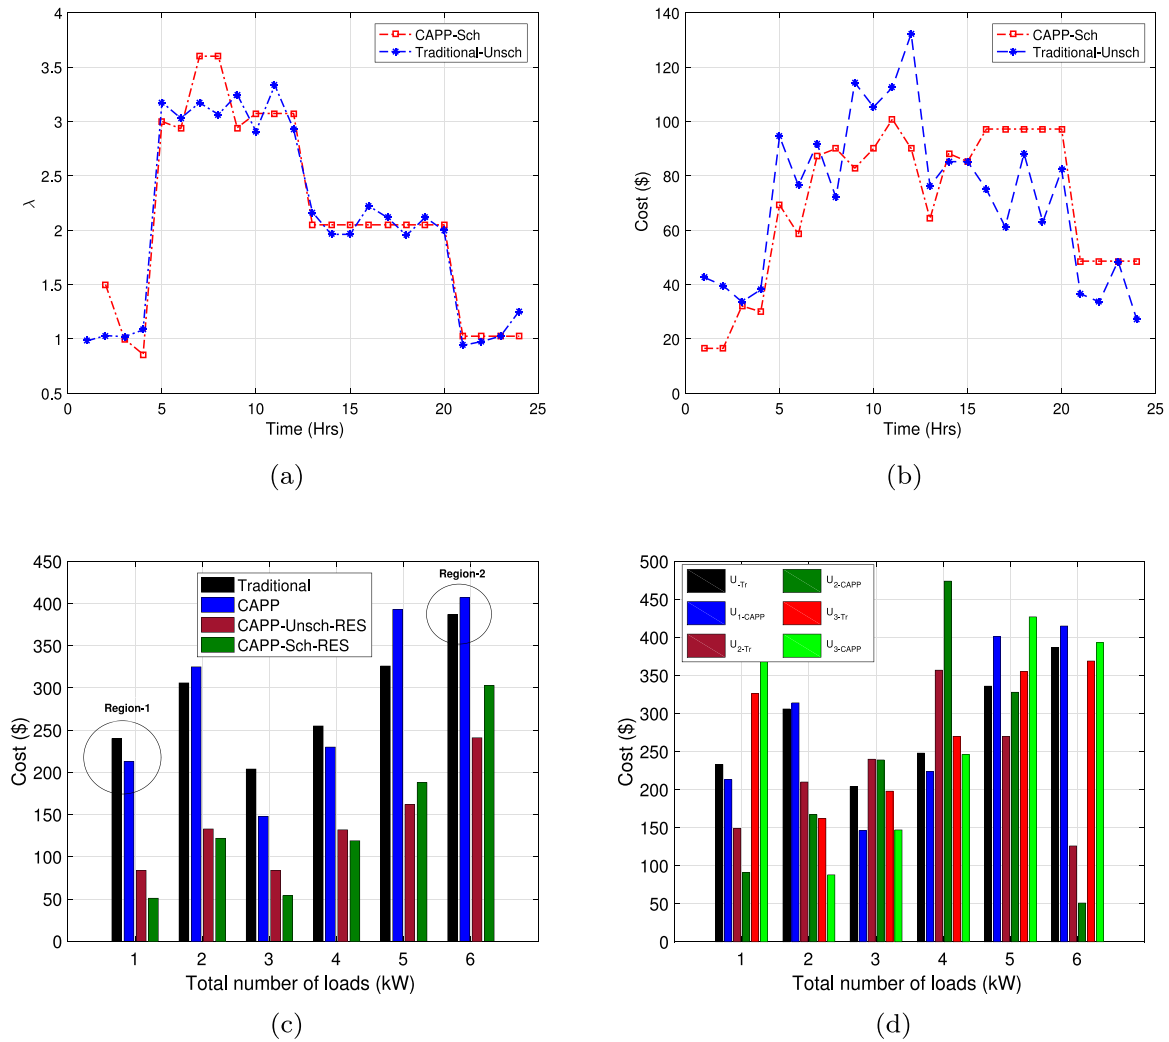 4
3.5
3
2.5
2
1.5
1
0.5
λ
0 5 10 15 20 25
Time (Hrs)
CAPP-Sch
Traditional-Unsch
(a)
140
120
100
80
60
40
20
0
Cost ($)
0 5 10 15 20 25
Time (Hrs)
CAPP-Sch
Traditional-Unsch
(b)
450
400
350
300
250
200
150
100
50
0
Cost ($)
Traditional
CAPP
CAPP-Unsch-RES
CAPP-Sch-RES
Region-1
Region-2
1 2 3 4 5 6
Total number of loads (kW)
(c)
500
450
400
350
300
250
200
150
100
50
0
Cost ($)
U-Tr
U1-CAPP
U2-Tr
U2-CAPP
U3-Tr
U3-CAPP
1 2 3 4 5 6
Total number of loads (kW)
(d)